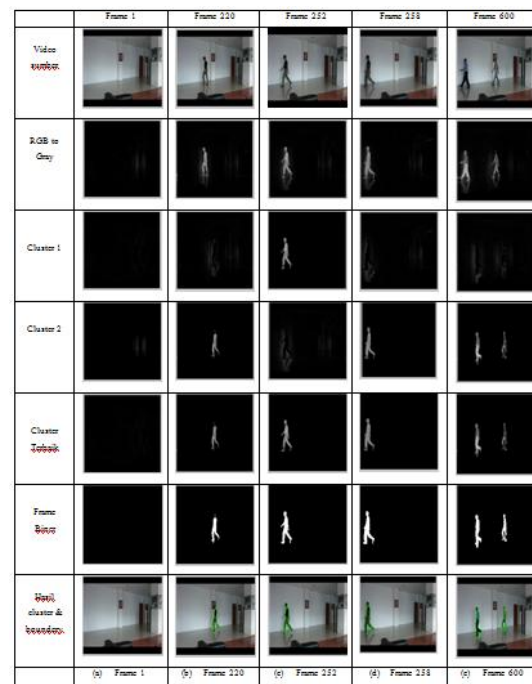 Frame 1 Frame 220 Frame 252 Frame 258 Frame 600
Video
number
RGB to
Gray
Cluster 1
Cluster 2
Cluster
Terbaik
Frame
Biner
Hasil
cluster &
boundary
(a) Frame 1 (b) Frame 220 (c) Frame 252 (d) Frame 258 (e) Frame 600